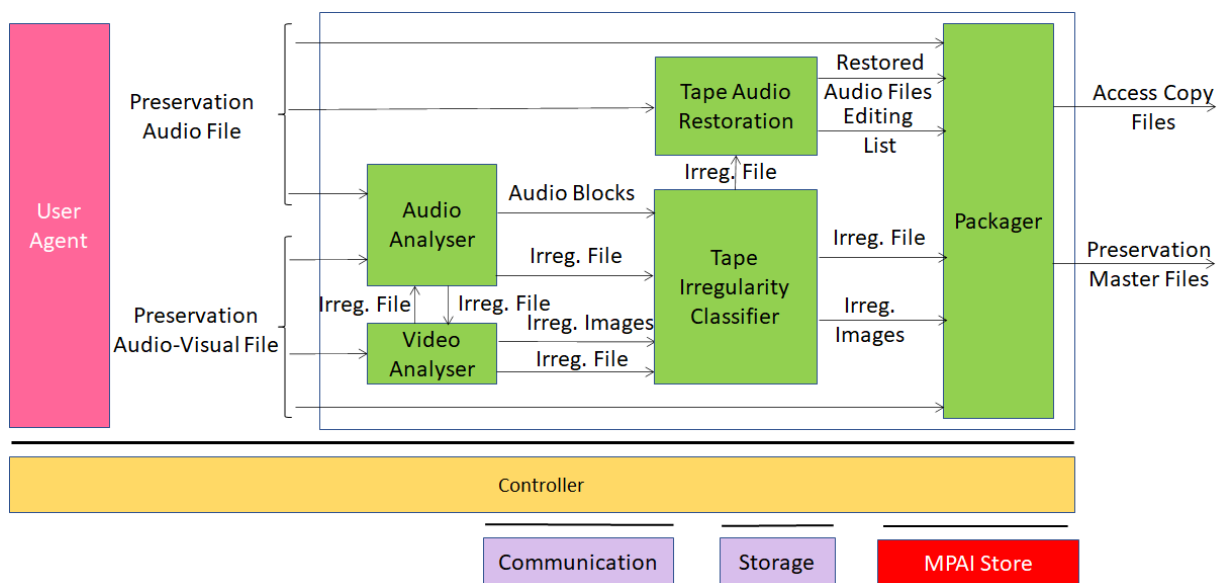 User
Agent
Preservation
Audio File
Preservation
Audio-Visual File
Audio
Analyser
Irreg. File
Irreg. File
Video
Analyser
Audio Blocks
Irreg. File
Irreg. Images
Irreg. File
Tape Audio
Restoration
Irreg. File
Tape
Irregularity
Classifier
Restored
Audio Files
Editing
List
Irreg. File
Irreg.
Images
Packager
Access Copy
Files
Preservation
Master Files
Controller
Communication
Storage
MPAI Store